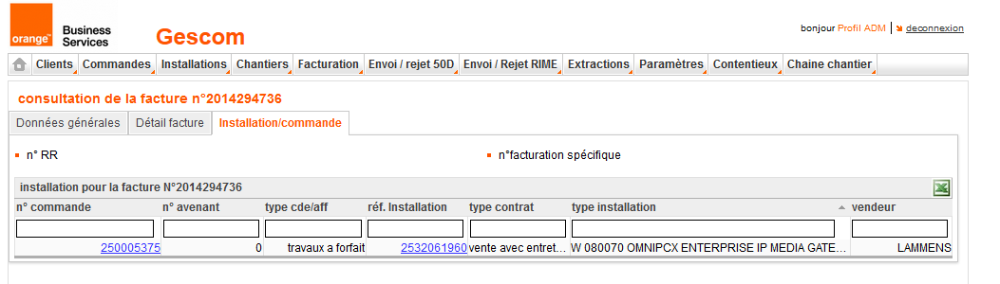 orange™ Business Services
Gescom
bonjour Profil ADM | deconnexion
Clients Commandes Installations Chantiers Facturation Envoi / rejet 50D Envoi / Rejet RIME Extractions Paramètres Contentieux Chaine chantier
consultation de la facture n°2014294736
Données générales Détail facture Installation/commande
n° RR n°facturation spécifique
installation pour la facture N°2014294736
n° commande n° avenant type cde/aff réf. Installation type contrat type installation vendeur
250005375 0 travaux a forfait 2532061960 vente avec entret... W 080070 OMNIPCX ENTERPRISE IP MEDIA GATE... LAMMENS